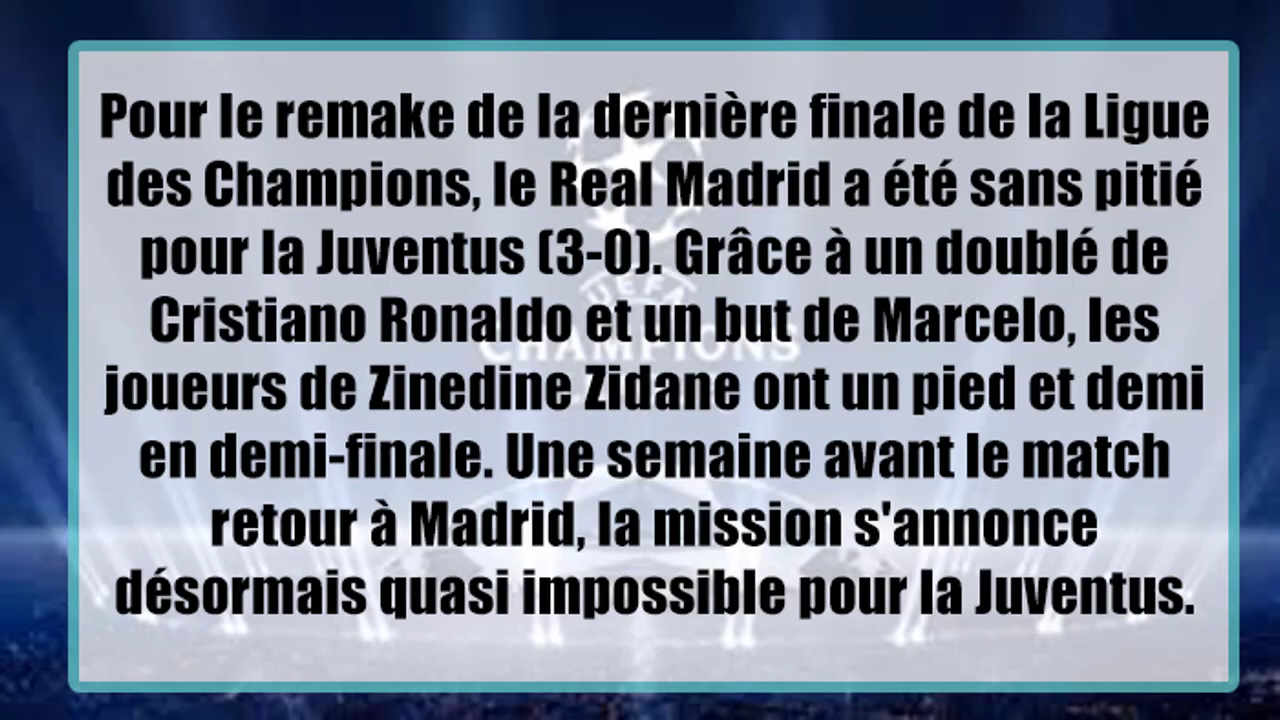 Pour le remake de la dernière finale de la Ligue
des Champions, le Real Madrid a été sans pitié
pour la Juventus (3-0). Grâce à un doublé de
Cristiano Ronaldo et un but de Marcelo, les
joueurs de Zinedine Zidane ont un pied et demi
en demi-finale. Une semaine avant le match
retour à Madrid, la mission s'annonce
désormais quasi impossible pour la Juventus.
UEFA
CHAMPIONS